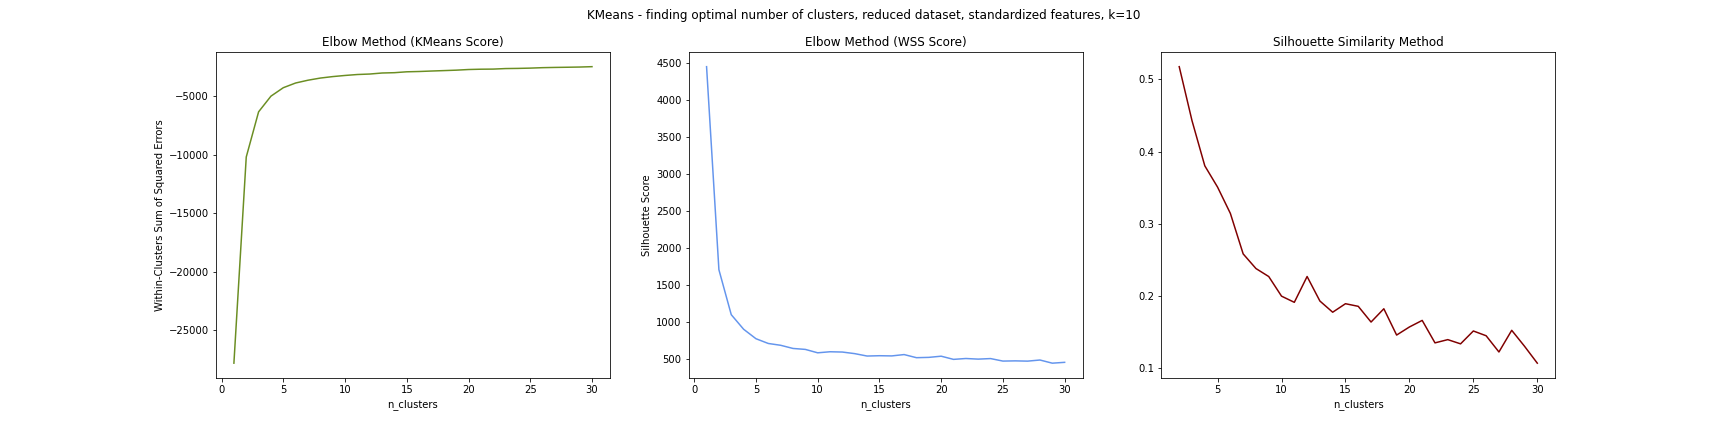 KMeans - finding optimal number of clusters, reduced dataset, standardized features, k=10
Elbow Method (KMeans Score)
Within-Clusters Sum of Squared Errors
−5000
−10000
−15000
−20000
−25000
0 5 10 15 20 25 30
n_clusters
Elbow Method (WSS Score)
Silhouette Score
4500
4000
3500
3000
2500
2000
1500
1000
500
0 5 10 15 20 25 30
n_clusters
Silhouette Similarity Method
0.5
0.4
0.3
0.2
0.1
5 10 15 20 25 30
n_clusters